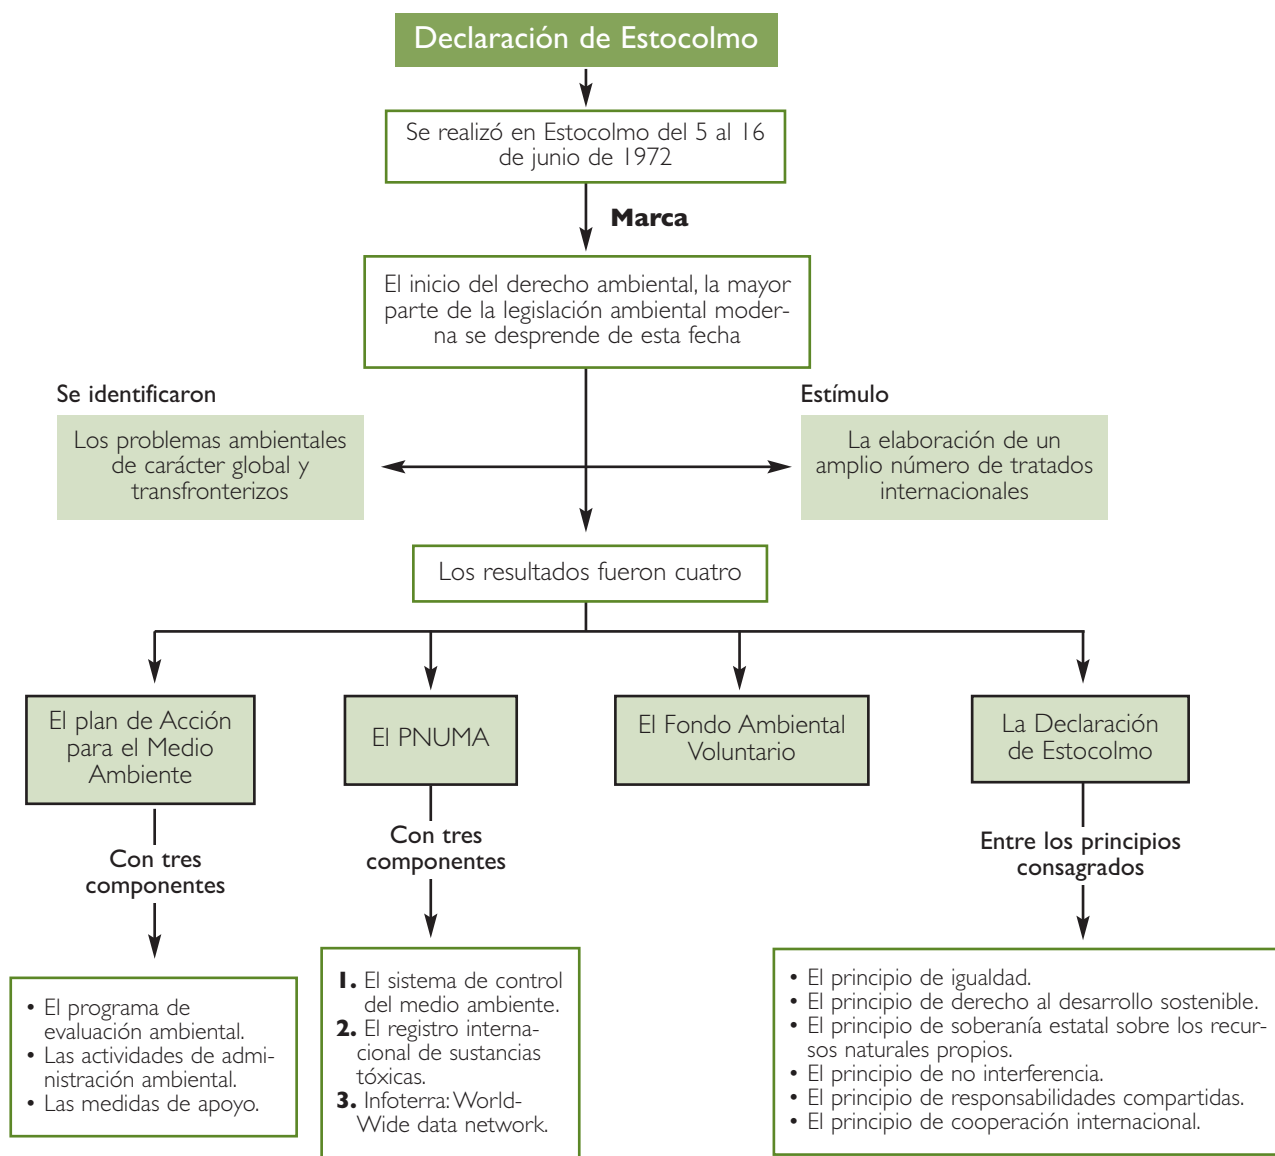 Declaración de Estocolmo
Se realizó en Estocolmo del 5 al 16
de junio de 1972
Marca
El inicio del derecho ambiental, la mayor
parte de la legislación ambiental moder-
na se desprende de esta fecha
Se identificaron
Los problemas ambientales
de carácter global y
transfronterizos
Estímulo
La elaboración de un
amplio número de tratados
internacionales
Los resultados fueron cuatro
El plan de Acción
para el Medio
Ambiente
El PNUMA
El Fondo Ambiental
Voluntario
La Declaración
de Estocolmo
Con tres
componentes
Con tres
componentes
Entre los principios
consagrados
• El programa de
evaluación ambiental.
• Las actividades de admi-
nistración ambiental.
• Las medidas de apoyo.
1. El sistema de control
del medio ambiente.
2. El registro interna-
cional de sustancias
tóxicas.
3. Infoterra: World-
Wide data network.
• El principio de igualdad.
• El principio de derecho al desarrollo sostenible.
• El principio de soberanía estatal sobre los recur-
sos naturales propios.
• El principio de no interferencia.
• El principio de responsabilidades compartidas.
• El principio de cooperación internacional.